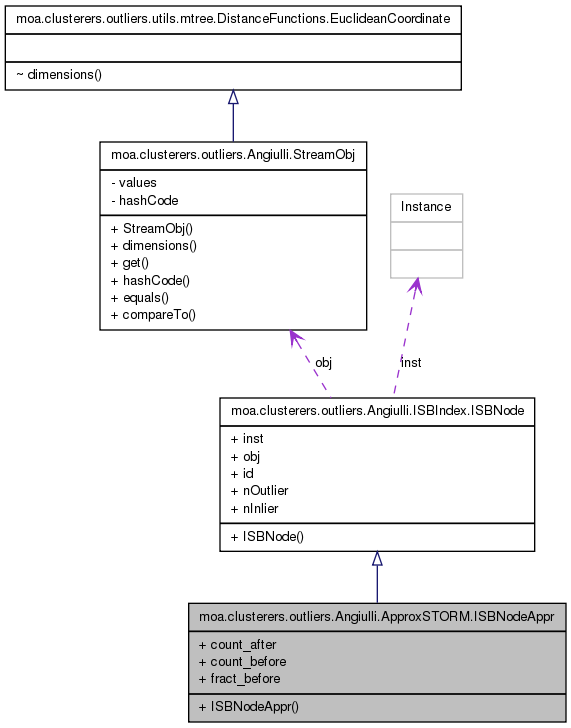 moa.clusterers.outliers.utils.mtree.DistanceFunctions.EuclideanCoordinate
~ dimensions()
moa.clusterers.outliers.Angiulli.StreamObj
- values
- hashCode
+ StreamObj()
+ dimensions()
+ get()
+ hashCode()
+ equals()
+ compareTo()
Instance
obj
inst
moa.clusterers.outliers.Angiulli.ISBIndex.ISBNode
+ inst
+ obj
+ id
+ nOutlier
+ nInlier
+ ISBNode()
moa.clusterers.outliers.Angiulli.ApproxSTORM.ISBNodeAppr
+ count_after
+ count_before
+ fract_before
+ ISBNodeAppr()